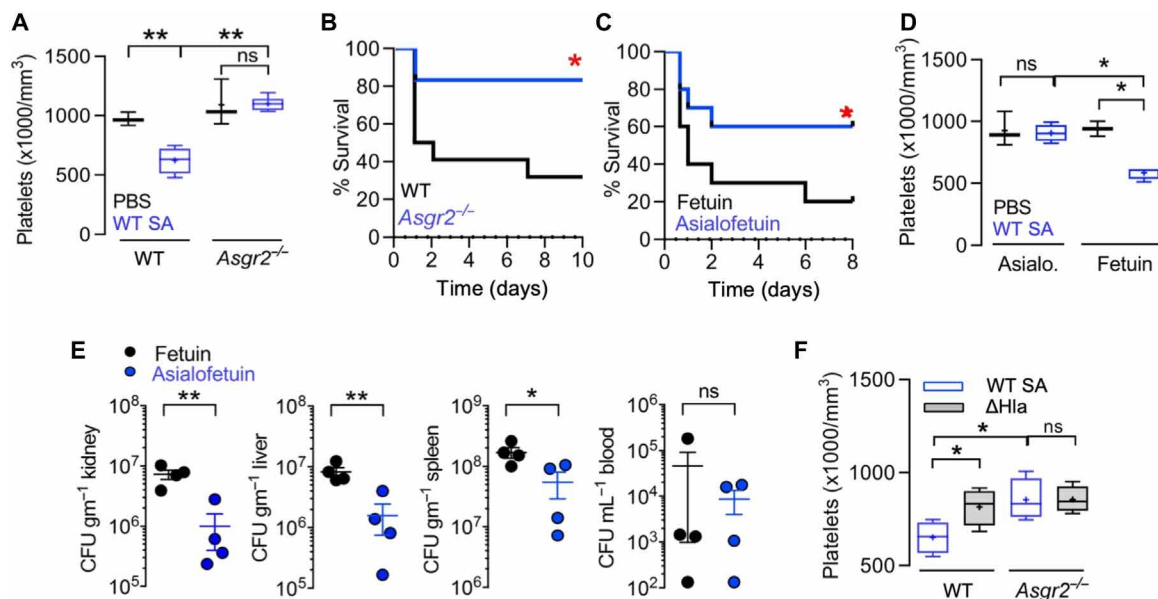 A
Platelets (x1000/mm³)
1500
1000
500
0
** **
ns
PBS
WT SA
WT Asgr2⁻/⁻
B
% Survival
100
80
60
40
20
0
*
WT
Asgr2⁻/⁻
0 2 4 6 8 10
Time (days)
C
% Survival
100
80
60
40
20
0
*
Fetuin
Asialofetuin
0 2 4 6 8
Time (days)
D
Platelets (x1000/mm³)
1500
1000
500
0
ns *
*
PBS
WT SA
Asialo. Fetuin
E
Fetuin
Asialofetuin
CFU gm⁻¹ kidney
10⁸
10⁷
10⁶
10⁵
**
CFU gm⁻¹ liver
10⁸
10⁷
10⁶
10⁵
**
CFU gm⁻¹ spleen
10⁹
10⁸
10⁷
10⁶
*
CFU mL⁻¹ blood
10⁶
10⁵
10⁴
10³
10²
ns
F
Platelets (x1000/mm³)
1500
1000
500
WT SA
ΔHla
* ns
*
WT Asgr2⁻/⁻